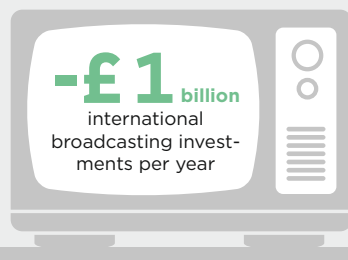 -£ 1 billion
international
broadcasting invest-
ments per year